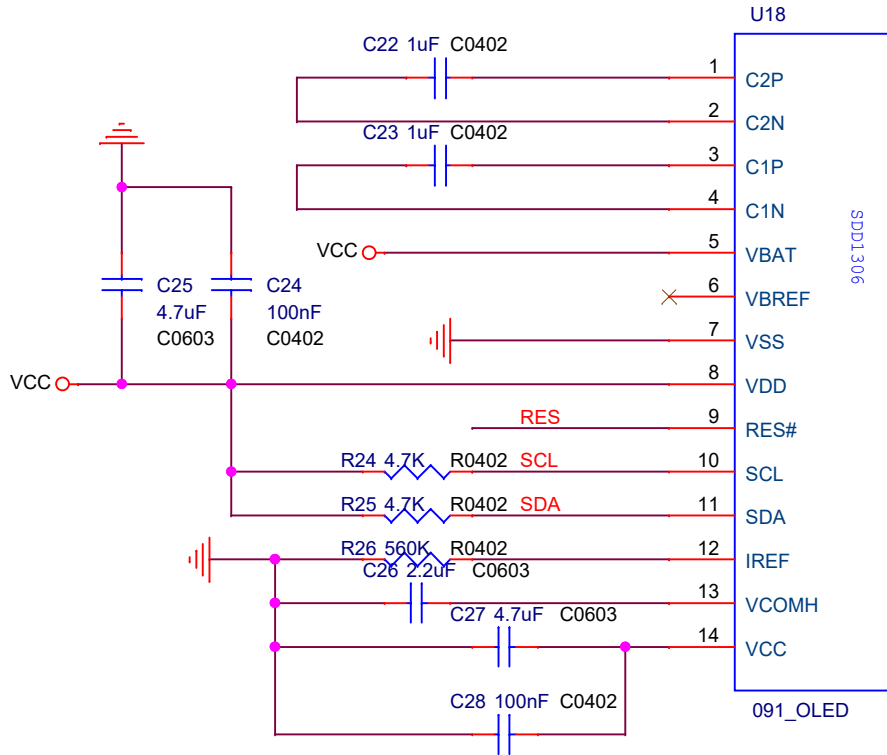 U18
C22 1uF C0402
1 C2P
2 C2N
C23 1uF C0402
3 C1P
4 C1N
VCC
5 VBAT
SDD1306
6 VBREF
C25
4.7uF
C0603
C24
100nF
C0402
7 VSS
VCC
8 VDD
RES
9 RES#
R24 4.7K R0402 SCL
10 SCL
R25 4.7K R0402 SDA
11 SDA
R26 560K R0402
12 IREF
C26 2.2uF C0603
13 VCOMH
C27 4.7uF C0603
14 VCC
C28 100nF C0402
091_OLED